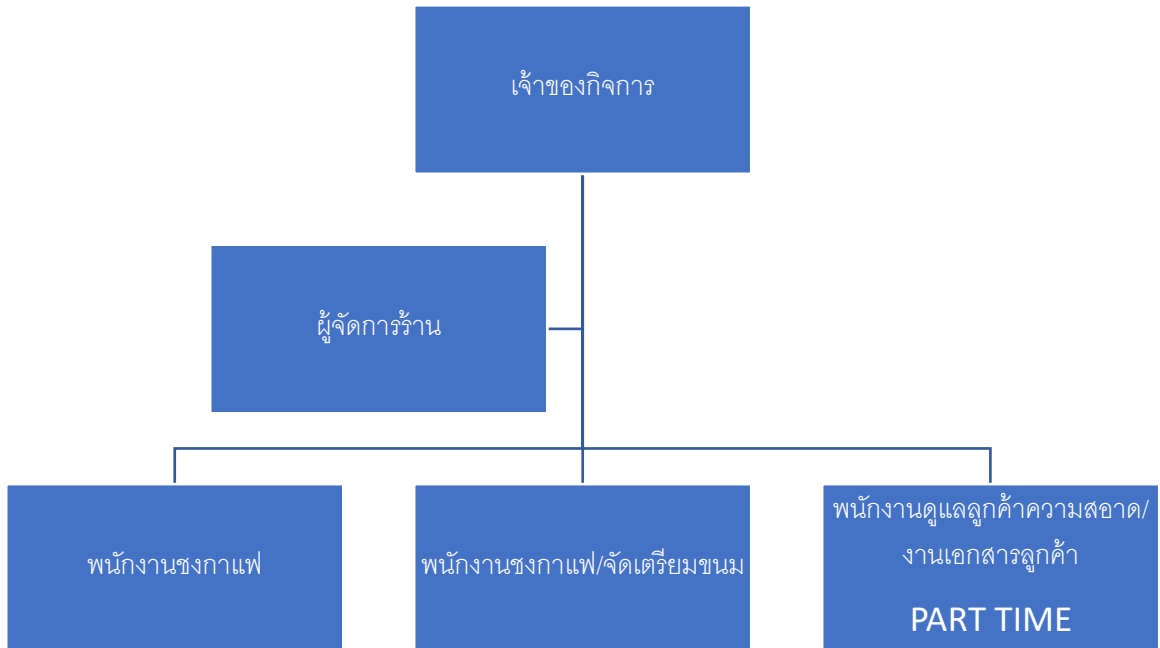 เจ้าของกิจการ
ผู้จัดการร้าน
พนักงานชงกาแฟ
พนักงานชงกาแฟ/จัดเตรียมขนม
พนักงานดูแลลูกค้าความสอาด/
งานเอกสารลูกค้า
PART TIME